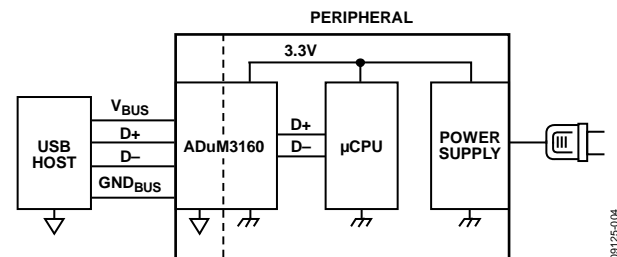 PERIPHERAL
3.3V
VBUS
D+
D–
GNDBUS
USB
HOST
ADuM3160
D+
D–
µCPU
POWER
SUPPLY
09125-004